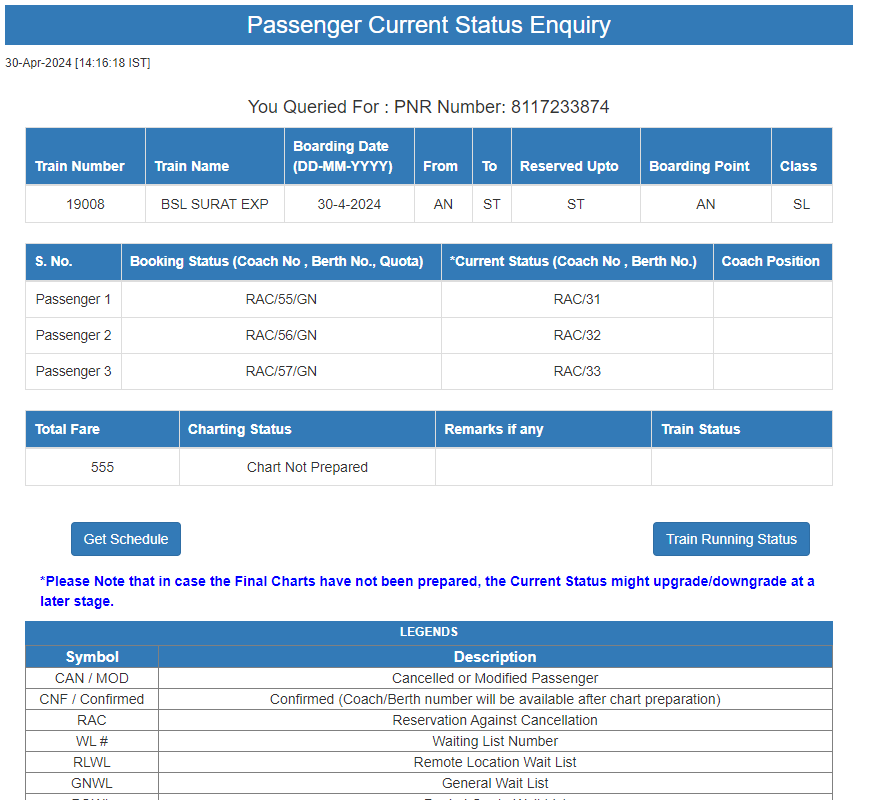 Passenger Current Status Enquiry
30-Apr-2024 [14:16:18 IST]
You Queried For : PNR Number: 8117233874
Train Number Train Name Boarding Date (DD-MM-YYYY) From To Reserved Upto Boarding Point Class
19008 BSL SURAT EXP 30-4-2024 AN ST ST AN SL
S. No. Booking Status (Coach No , Berth No., Quota) *Current Status (Coach No , Berth No.) Coach Position
Passenger 1 RAC/55/GN RAC/31
Passenger 2 RAC/56/GN RAC/32
Passenger 3 RAC/57/GN RAC/33
Total Fare Charting Status Remarks if any Train Status
555 Chart Not Prepared
Get Schedule Train Running Status
*Please Note that in case the Final Charts have not been prepared, the Current Status might upgrade/downgrade at a
later stage.
LEGENDS
Symbol Description
CAN / MOD Cancelled or Modified Passenger
CNF / Confirmed Confirmed (Coach/Berth number will be available after chart preparation)
RAC Reservation Against Cancellation
WL # Waiting List Number
RLWL Remote Location Wait List
GNWL General Wait List